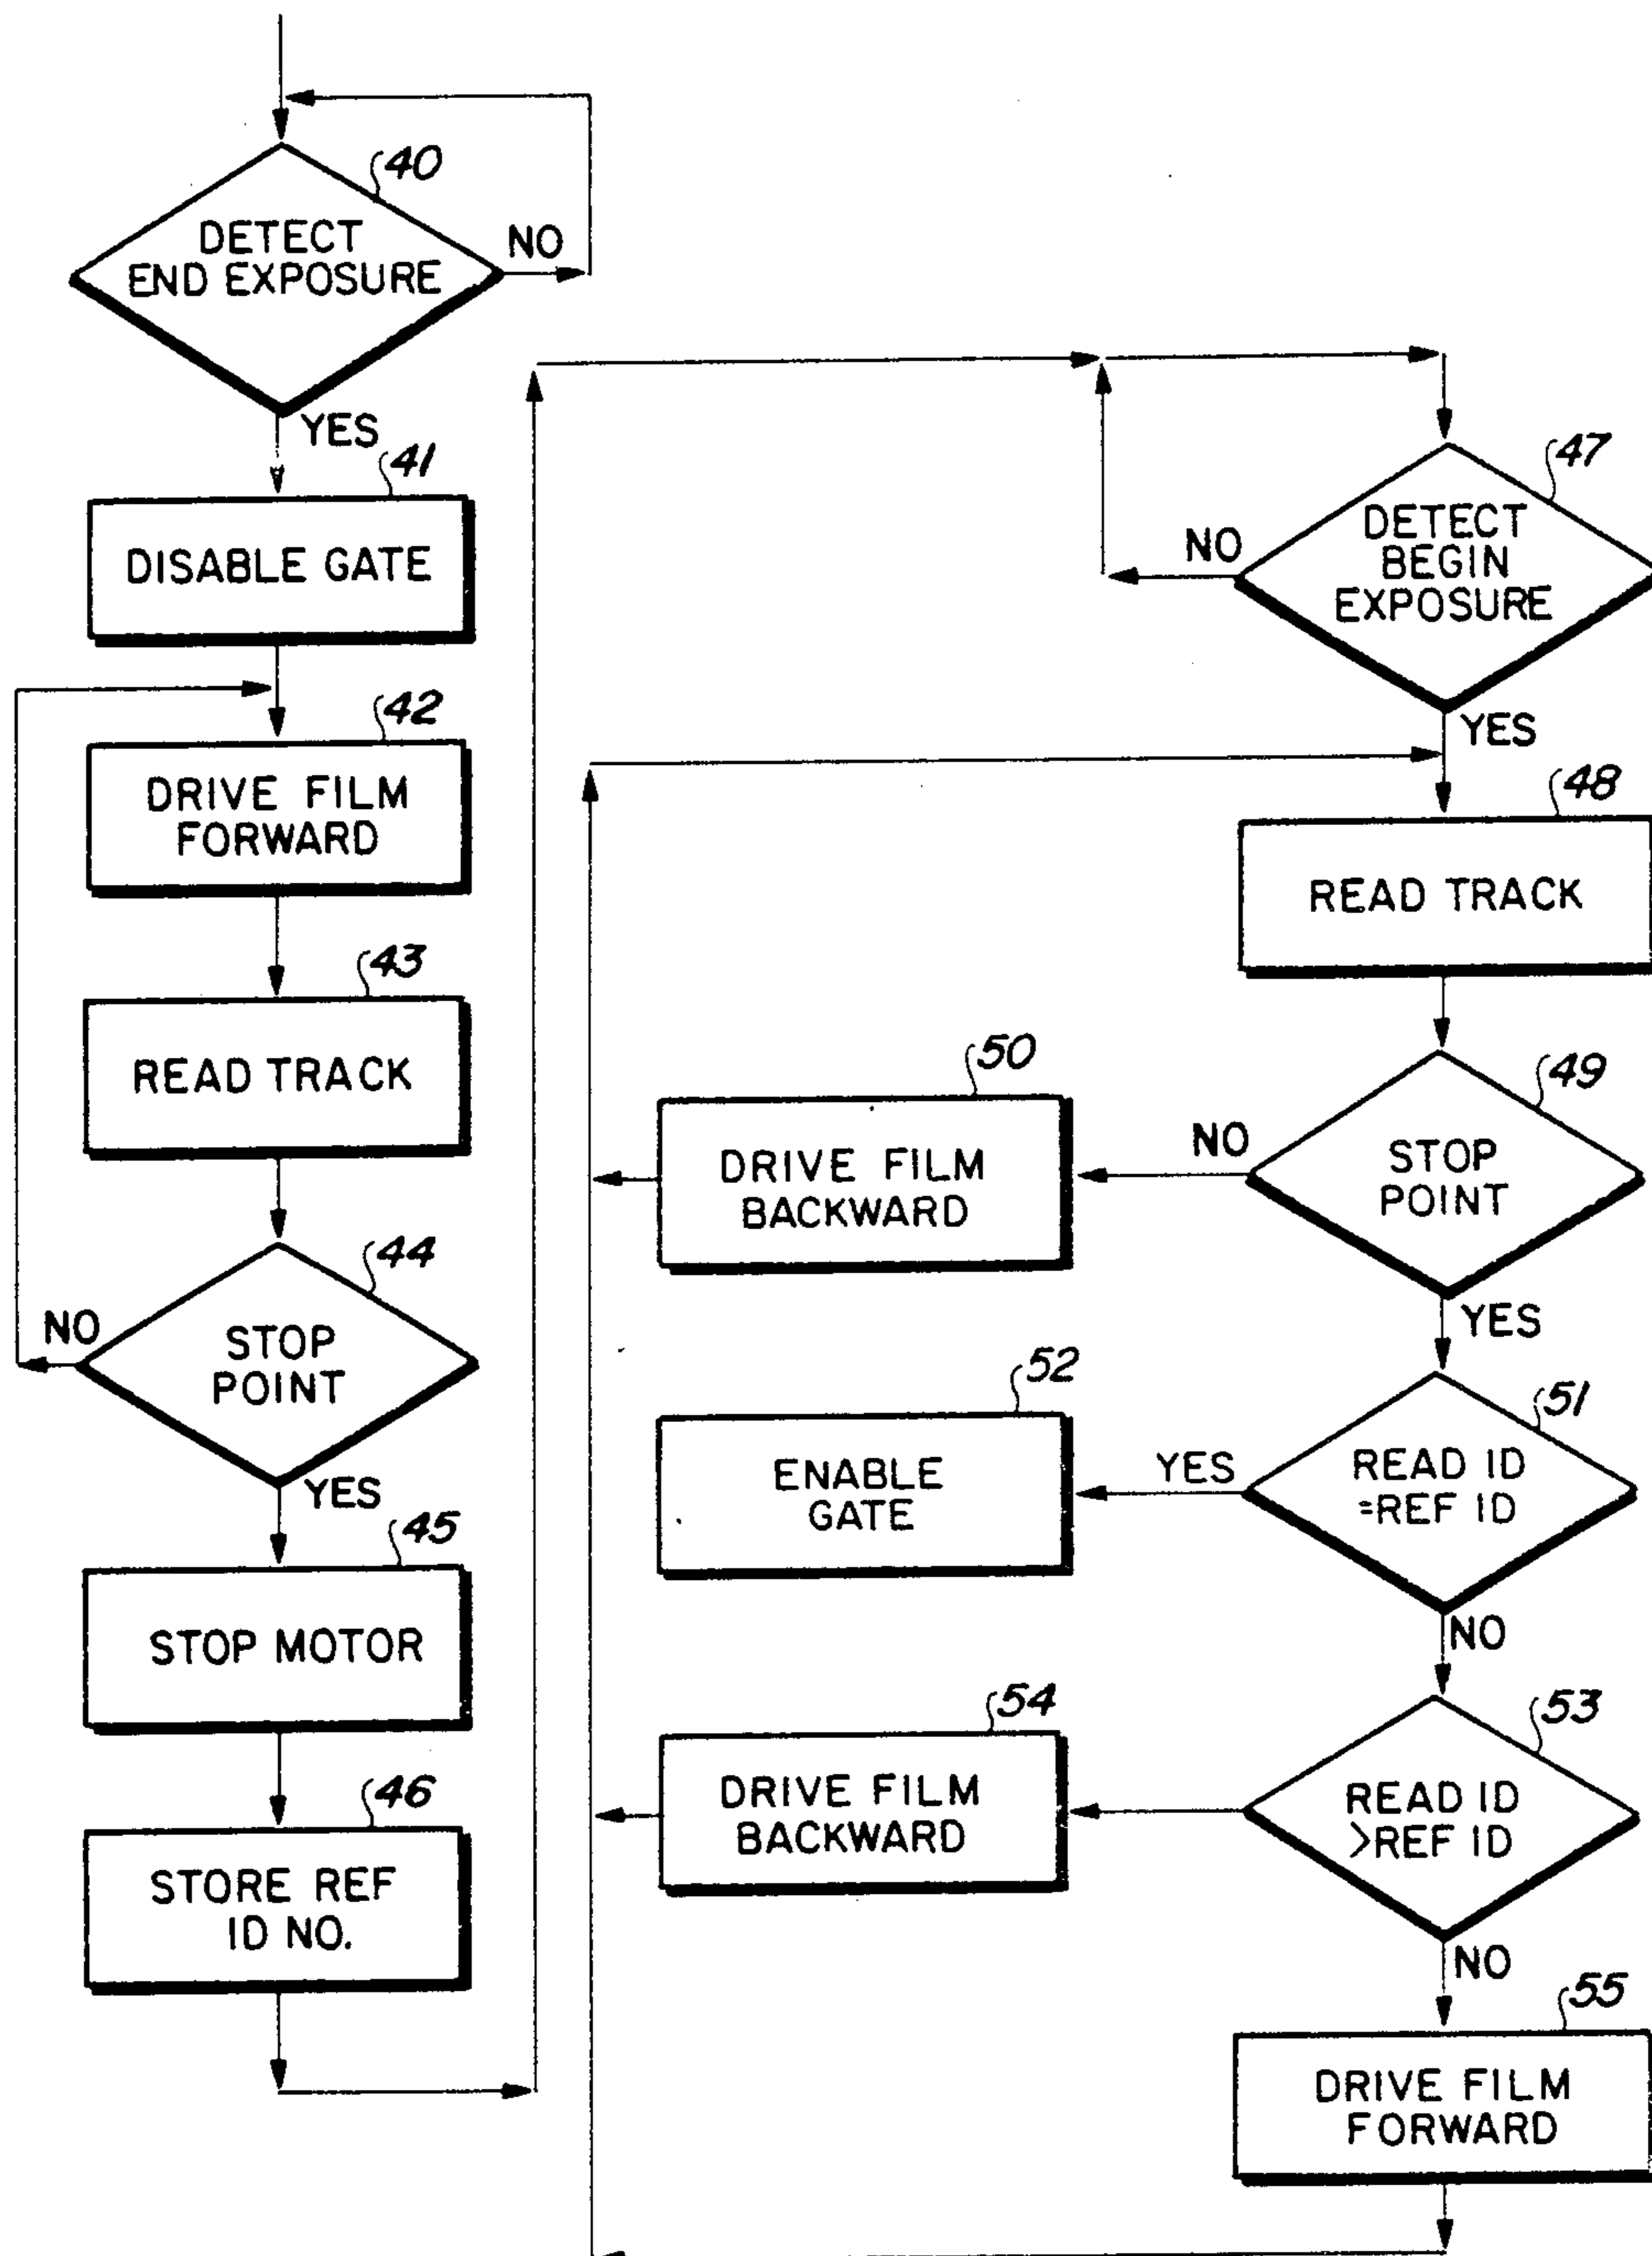 40
DETECT
END EXPOSURE
NO
YES
41
DISABLE GATE
42
DRIVE FILM
FORWARD
43
READ TRACK
44
NO
STOP
POINT
YES
45
STOP MOTOR
46
STORE REF
ID NO.
47
NO
DETECT
BEGIN
EXPOSURE
YES
48
READ TRACK
49
NO
STOP
POINT
YES
50
DRIVE FILM
BACKWARD
51
YES
READ ID
=REF ID
NO
52
ENABLE
GATE
53
READ ID
>REF ID
NO
54
DRIVE FILM
BACKWARD
55
DRIVE FILM
FORWARD